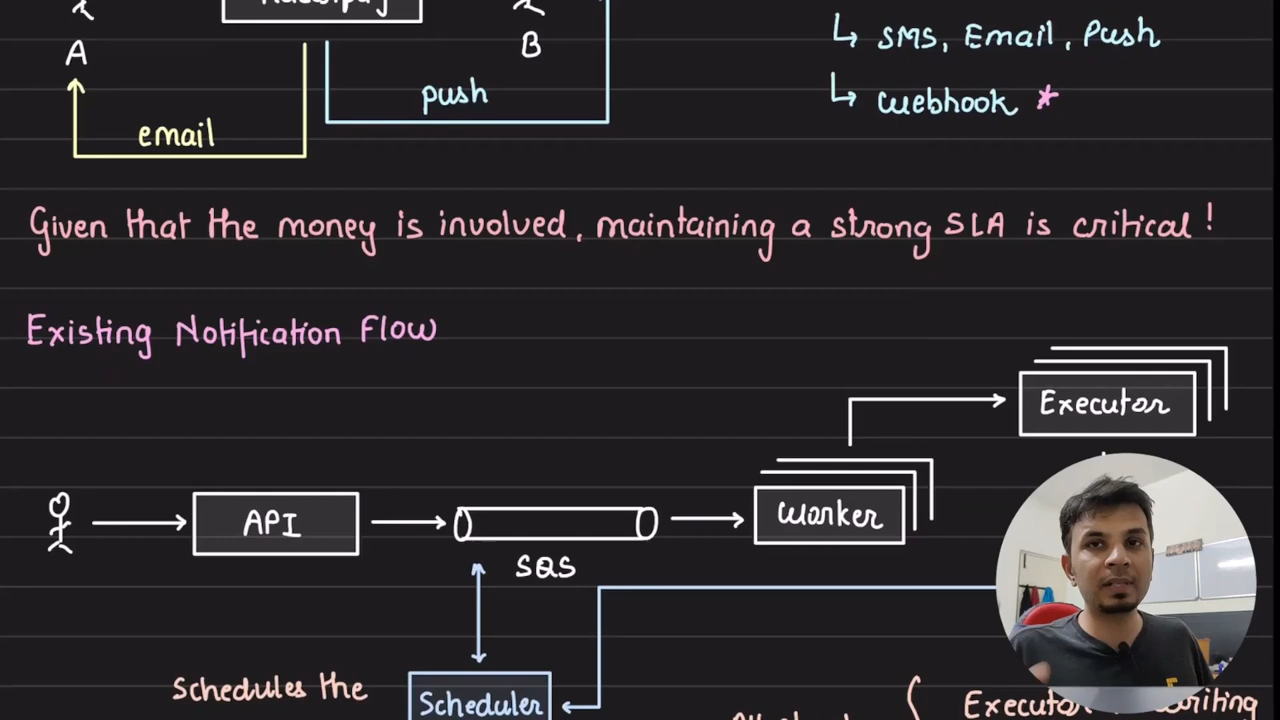 A
B
push
email
↳ SMS, Email, Push
↳ Webhook *
Given that the money is involved, maintaining a strong SLA is critical!
Existing Notification Flow
Executor
API
SQS
Worker
Schedules the
Scheduler